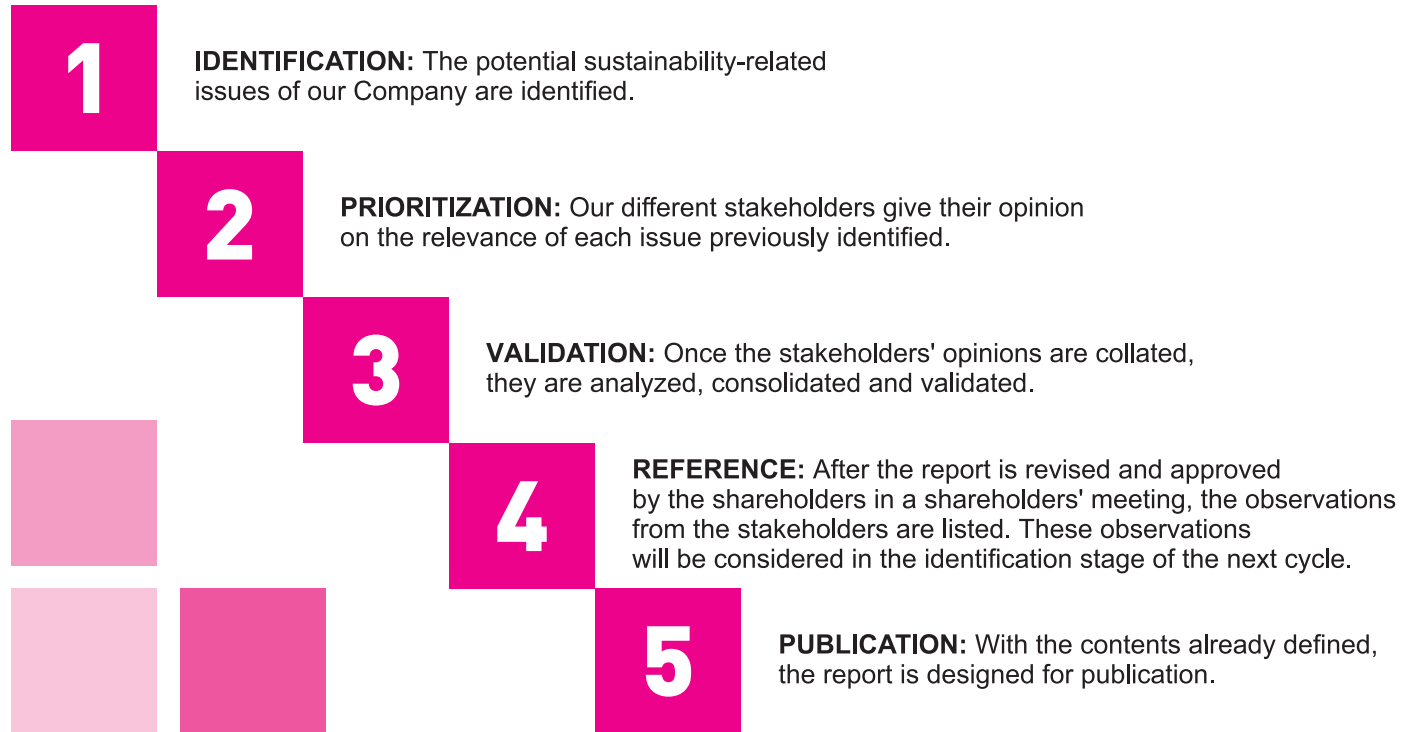 1
IDENTIFICATION: The potential sustainability-related
issues of our Company are identified.
2
PRIORITIZATION: Our different stakeholders give their opinion
on the relevance of each issue previously identified.
3
VALIDATION: Once the stakeholders' opinions are collated,
they are analyzed, consolidated and validated.
4
REFERENCE: After the report is revised and approved
by the shareholders in a shareholders' meeting, the observations
from the stakeholders are listed. These observations
will be considered in the identification stage of the next cycle.
5
PUBLICATION: With the contents already defined,
the report is designed for publication.